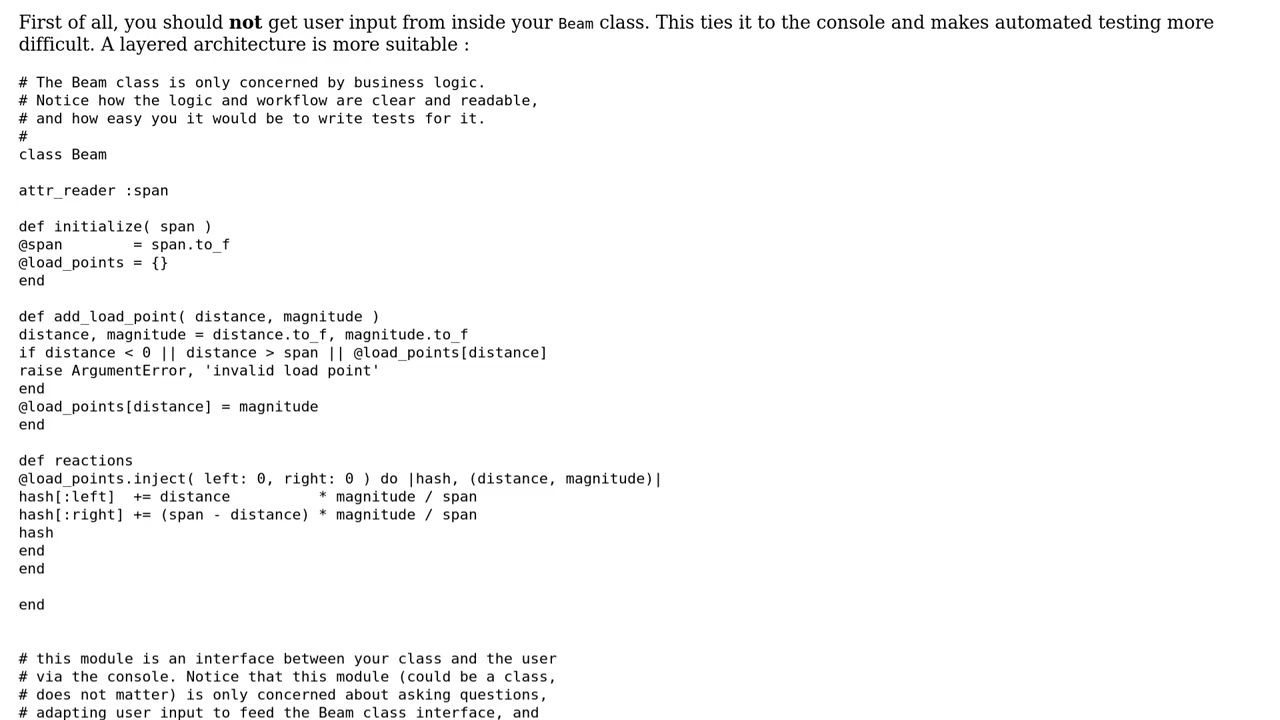 First of all, you should not get user input from inside your Beam class. This ties it to the console and makes automated testing more
difficult. A layered architecture is more suitable :
# The Beam class is only concerned by business logic.
# Notice how the logic and workflow are clear and readable,
# and how easy you it would be to write tests for it.
#
class Beam
attr_reader :span
def initialize( span )
@span        = span.to_f
@load_points = {}
end
def add_load_point( distance, magnitude )
distance, magnitude = distance.to_f, magnitude.to_f
if distance < 0 || distance > span || @load_points[distance]
raise ArgumentError, 'invalid load point'
end
@load_points[distance] = magnitude
end
def reactions
@load_points.inject( left: 0, right: 0 ) do |hash, (distance, magnitude)|
hash[:left]  += distance          * magnitude / span
hash[:right] += (span - distance) * magnitude / span
hash
end
end
end
# this module is an interface between your class and the user
# via the console. Notice that this module (could be a class,
# does not matter) is only concerned about asking questions,
# adapting user input to feed the Beam class interface, and